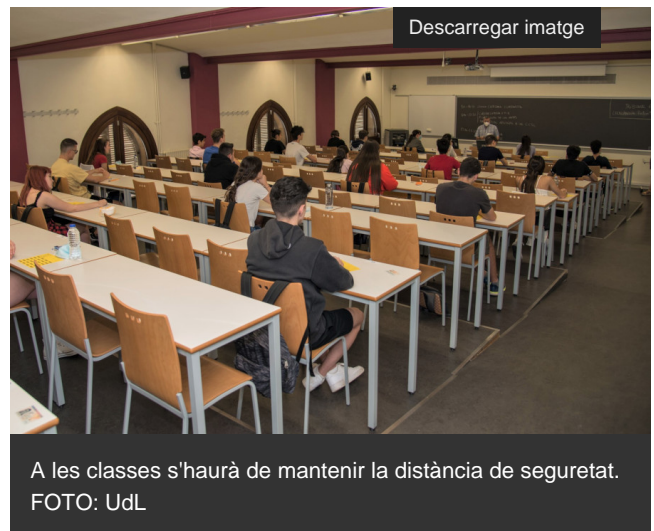 Descarregar imatge
A les classes s'haurà de mantenir la distància de seguretat.
FOTO: UdL